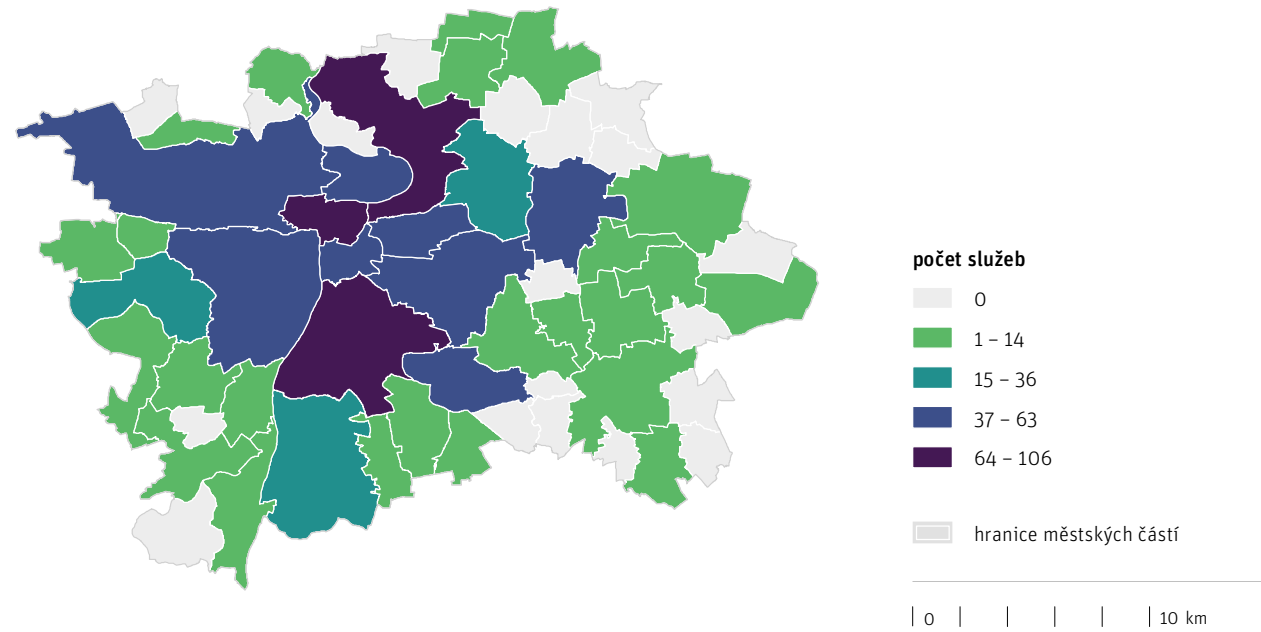 počet služeb
0
1 – 14
15 – 36
37 – 63
64 – 106
hranice městských částí
0 10 km